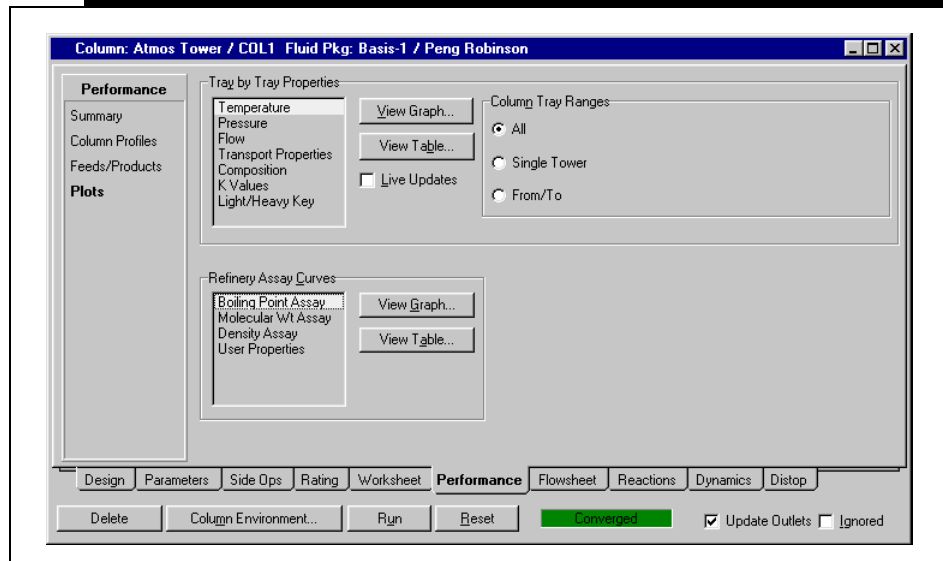 Column: Atmos Tower / COL1 Fluid Pkg: Basis-1 / Peng Robinson
Performance
Summary
Column Profiles
Feeds/Products
Plots
Tray by Tray Properties
Temperature
Pressure
Flow
Transport Properties
Composition
K Values
Light/Heavy Key
View Graph...
View Table...
Live Updates
Column Tray Ranges
All
Single Tower
From/To
Refinery Assay Curves
Boiling Point Assay
Molecular Wt Assay
Density Assay
User Properties
View Graph...
View Table...
Design Parameters Side Ops Rating Worksheet Performance Flowsheet Reactions Dynamics Distop
Delete Column Environment... Run Reset Converged Update Outlets Ignored